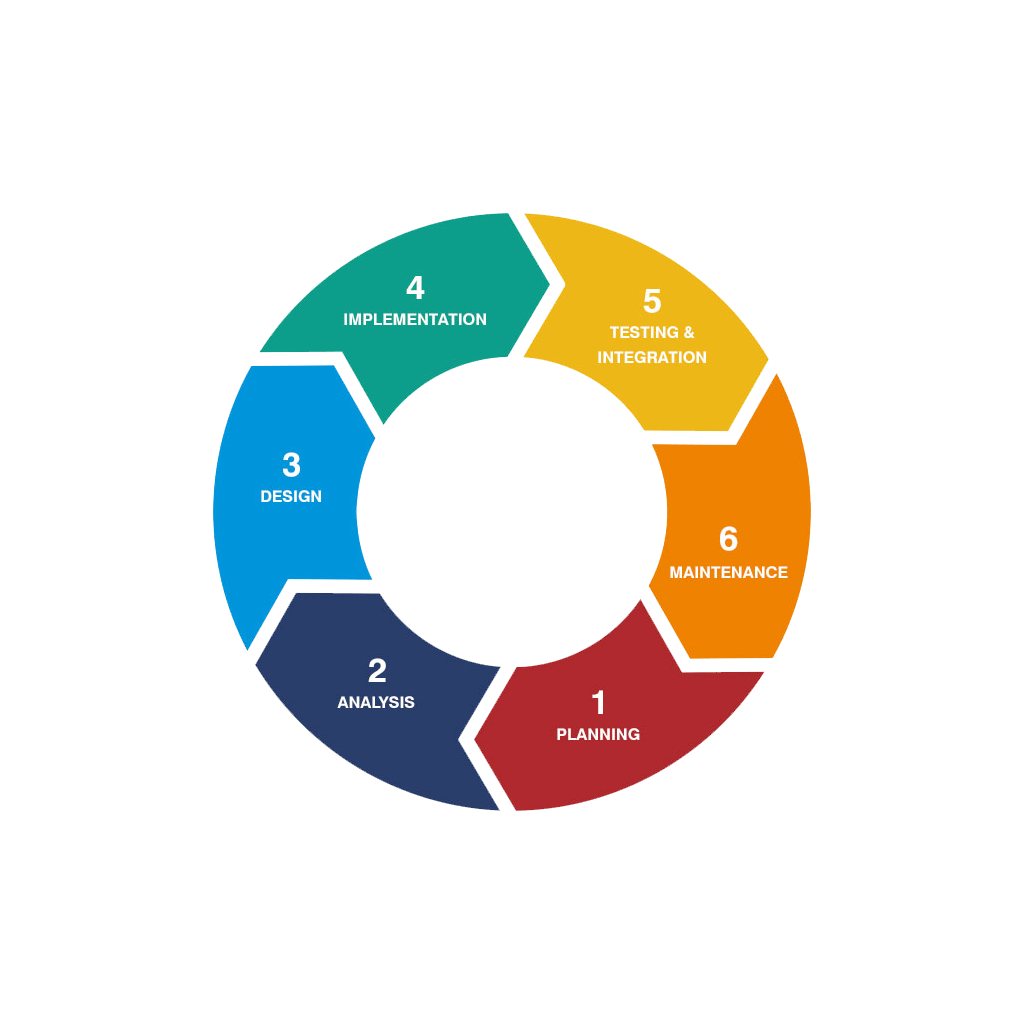 1
PLANNING
2
ANALYSIS
3
DESIGN
4
IMPLEMENTATION
5
TESTING &
INTEGRATION
6
MAINTENANCE